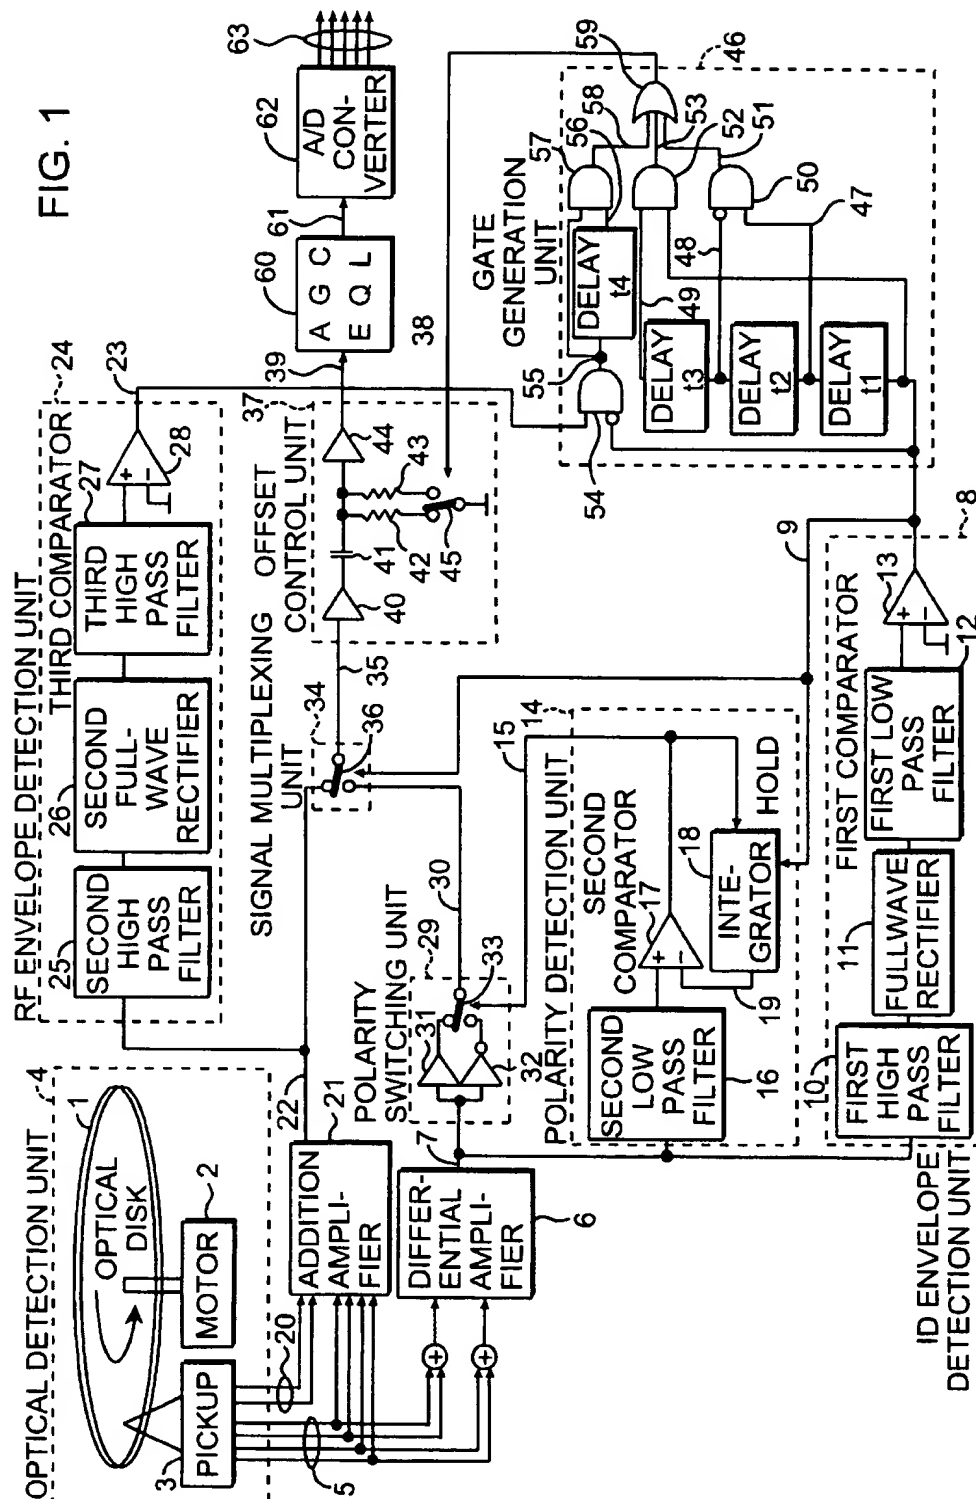 FIG. 1
OPTICAL DETECTION UNIT
4
1
OPTICAL
DISK
2
MOTOR
3
PICKUP
5
20
ADDITION
AMPLI-
FIER
21
22
DIFFER-
ENTIAL
AMPLI-
FIER
6
7
RF ENVELOPE DETECTION UNIT
THIRD COMPARATOR
24
23
25
SECOND
HIGH
PASS
FILTER
26
SECOND
FULL-
WAVE
RECTIFIER
27
THIRD
HIGH
PASS
FILTER
+
−
28
SIGNAL MULTIPLEXING
UNIT
34
35
36
OFFSET
CONTROL UNIT
37
38
39
40
41
42
43
44
45
60
A G C
E Q L
61
62
A/D
CON-
VERTER
63
POLARITY
SWITCHING UNIT
29
30
31
32
33
POLARITY DETECTION UNIT
14
15
SECOND
COMPARATOR
SECOND
LOW
PASS
FILTER
16
17
+
−
18
INTE-
GRATOR
19
HOLD
GATE
GENERATION
UNIT
46
47
48
49
50
51
52
53
54
55
56
57
58
59
DELAY
t4
DELAY
t3
DELAY
t2
DELAY
t1
9
ID ENVELOPE
DETECTION UNIT
8
FIRST COMPARATOR
10
FIRST
HIGH
PASS
FILTER
11
FULLWAVE
RECTIFIER
FIRST LOW
PASS
FILTER
12
13
+
−
+
+